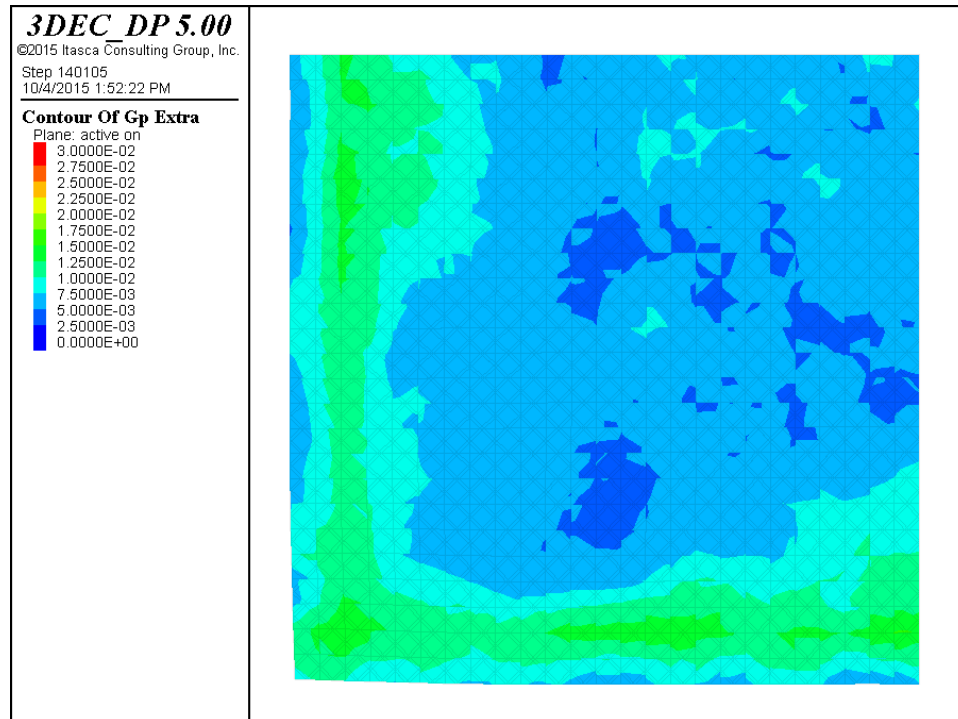 3DEC_DP 5.00
©2015 Itasca Consulting Group, Inc.
Step 140105
10/4/2015 1:52:22 PM
Contour Of Gp Extra
Plane: active on
3.0000E-02
2.7500E-02
2.5000E-02
2.2500E-02
2.0000E-02
1.7500E-02
1.5000E-02
1.2500E-02
1.0000E-02
7.5000E-03
5.0000E-03
2.5000E-03
0.0000E+00